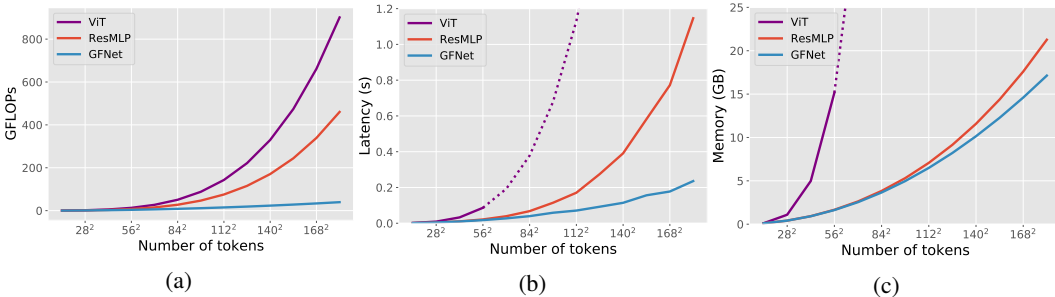 GFLOPs
800
600
400
200
0
28² 56² 84² 112² 140² 168²
Number of tokens
ViT
ResMLP
GFNet
(a)
Latency (s)
1.2
1.0
0.8
0.6
0.4
0.2
0.0
28² 56² 84² 112² 140² 168²
Number of tokens
ViT
ResMLP
GFNet
(b)
Memory (GB)
25
20
15
10
5
0
28² 56² 84² 112² 140² 168²
Number of tokens
ViT
ResMLP
GFNet
(c)